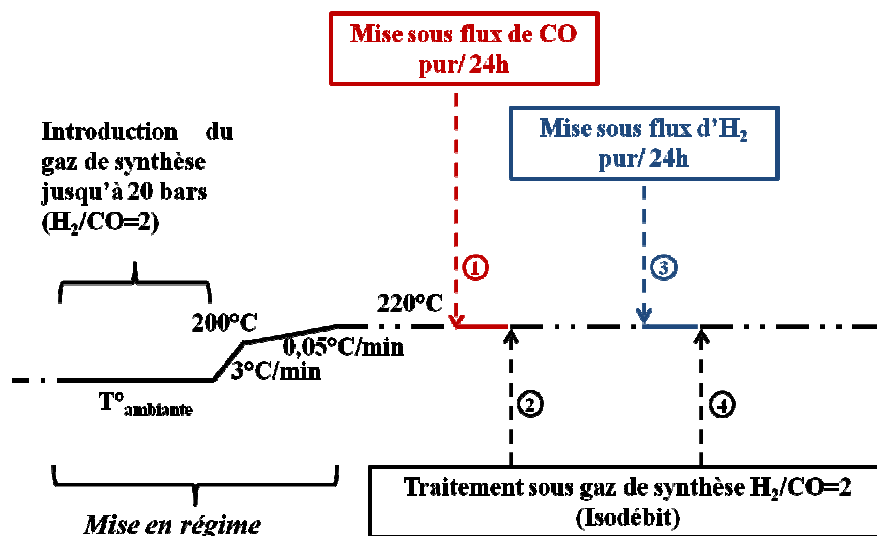 Mise sous flux de CO
pur/ 24h
Mise sous flux d’H₂
pur/ 24h
Introduction du
gaz de synthèse
jusqu’à 20 bars
(H₂/CO=2)
①
③
220°C
200°C
0,05°C/min
3°C/min
T°ambiante
②
④
Traitement sous gaz de synthèse H₂/CO=2
(Isodébit)
Mise en régime